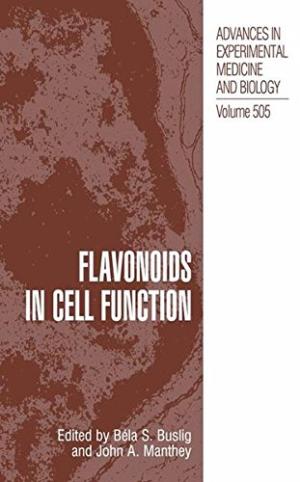 ADVANCES IN
EXPERIMENTAL
MEDICINE
AND BIOLOGY
Volume 505
FLAVONOIDS
IN CELL FUNCTION
Edited by Béla S. Buslig
and John A. Manthey